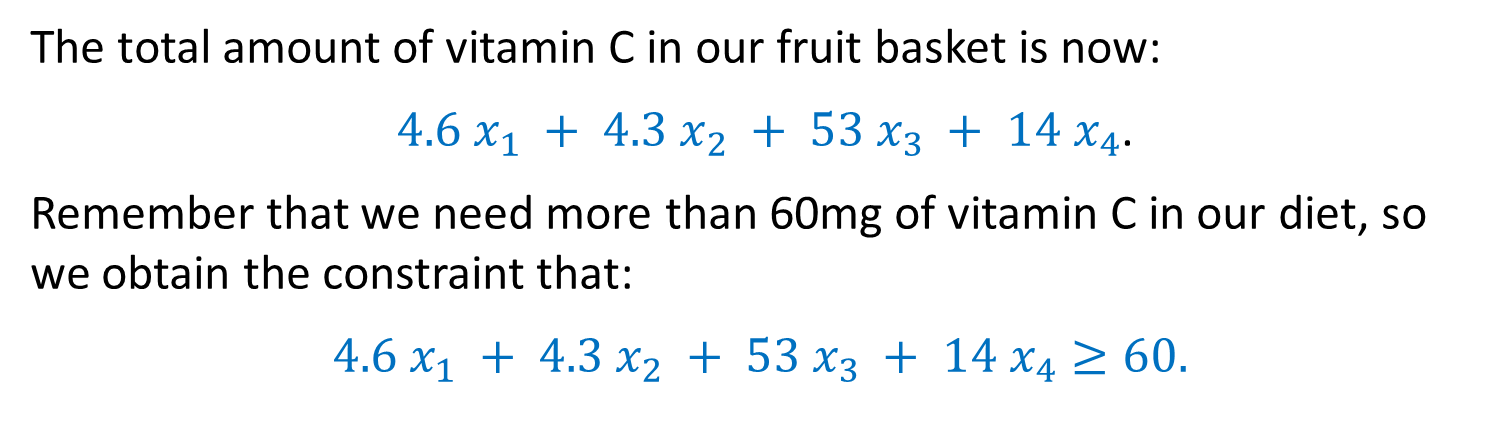 The total amount of vitamin C in our fruit basket is now:
4.6 x₁ + 4.3 x₂ + 53 x₃ + 14 x₄.
Remember that we need more than 60mg of vitamin C in our diet, so
we obtain the constraint that:
4.6 x₁ + 4.3 x₂ + 53 x₃ + 14 x₄ ≥ 60.